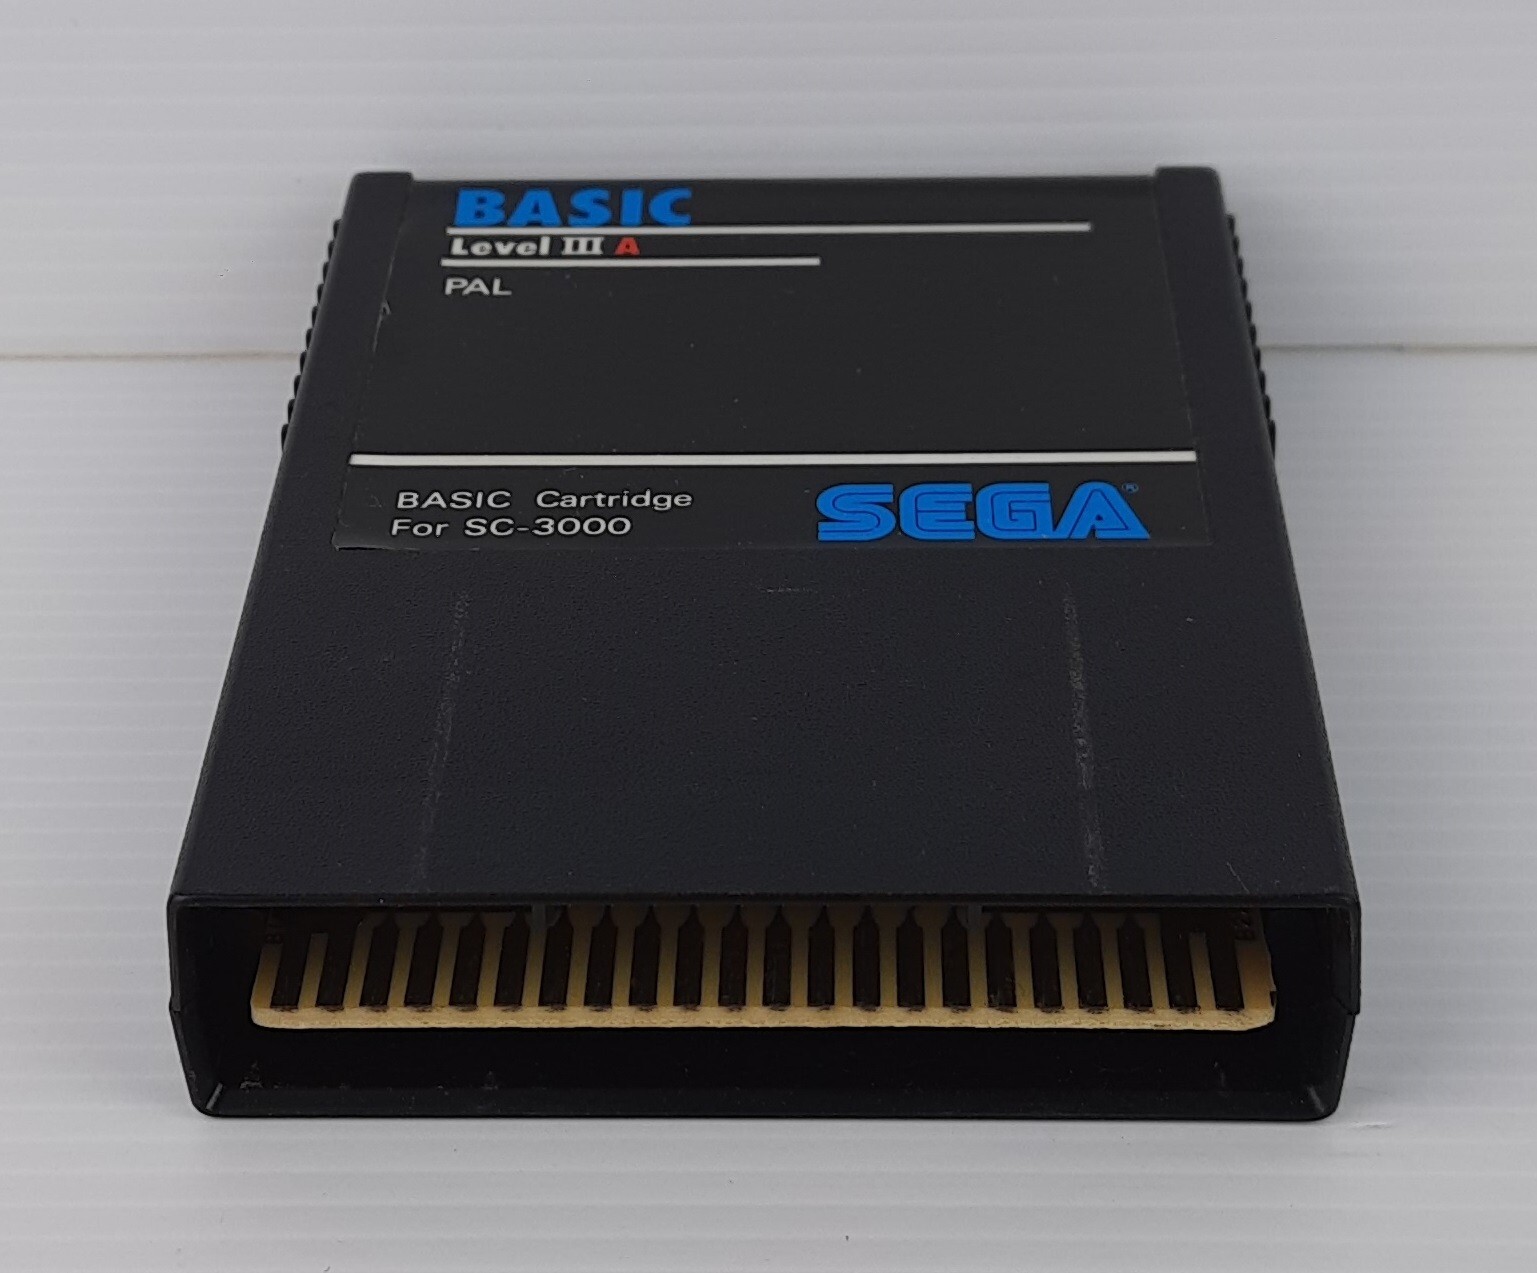 BASIC
Level III A
PAL
BASIC Cartridge
For SC-3000
SEGA®